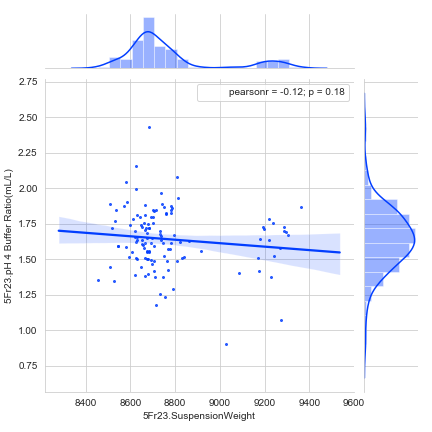 pearsonr = -0.12; p = 0.18
2.75
2.50
2.25
2.00
1.75
1.50
1.25
1.00
0.75
5Fr23.pH 4 Buffer Ratio(mL/L)
8400 8600 8800 9000 9200 9400 9600
5Fr23.SuspensionWeight